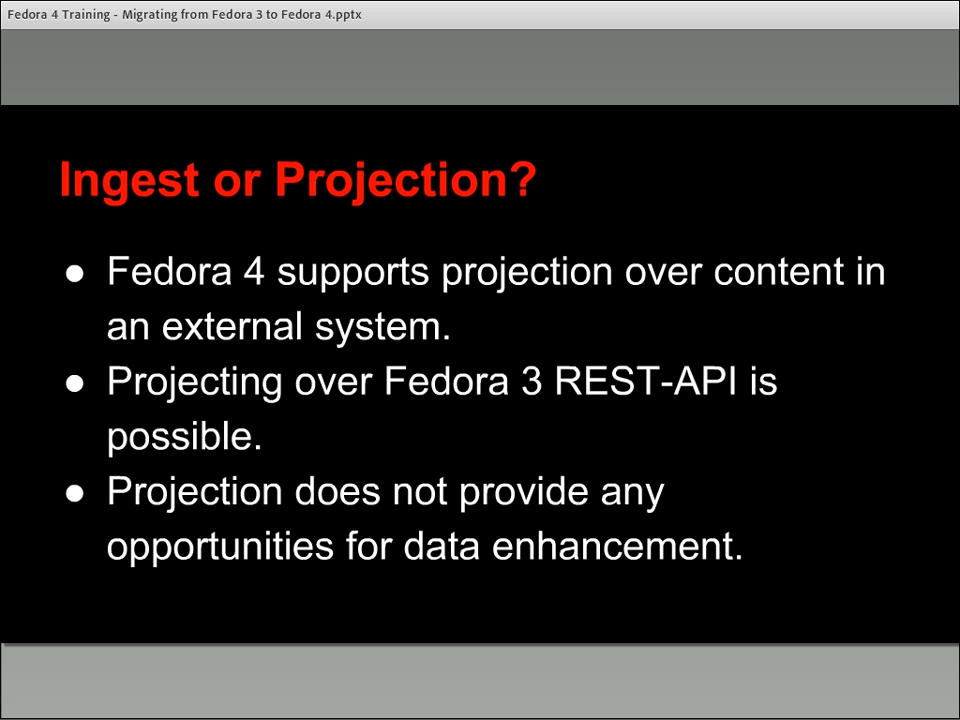 Fedora 4 Training - Migrating from Fedora 3 to Fedora 4.pptx
Ingest or Projection?
● Fedora 4 supports projection over content in
an external system.
● Projecting over Fedora 3 REST-API is
possible.
● Projection does not provide any
opportunities for data enhancement.